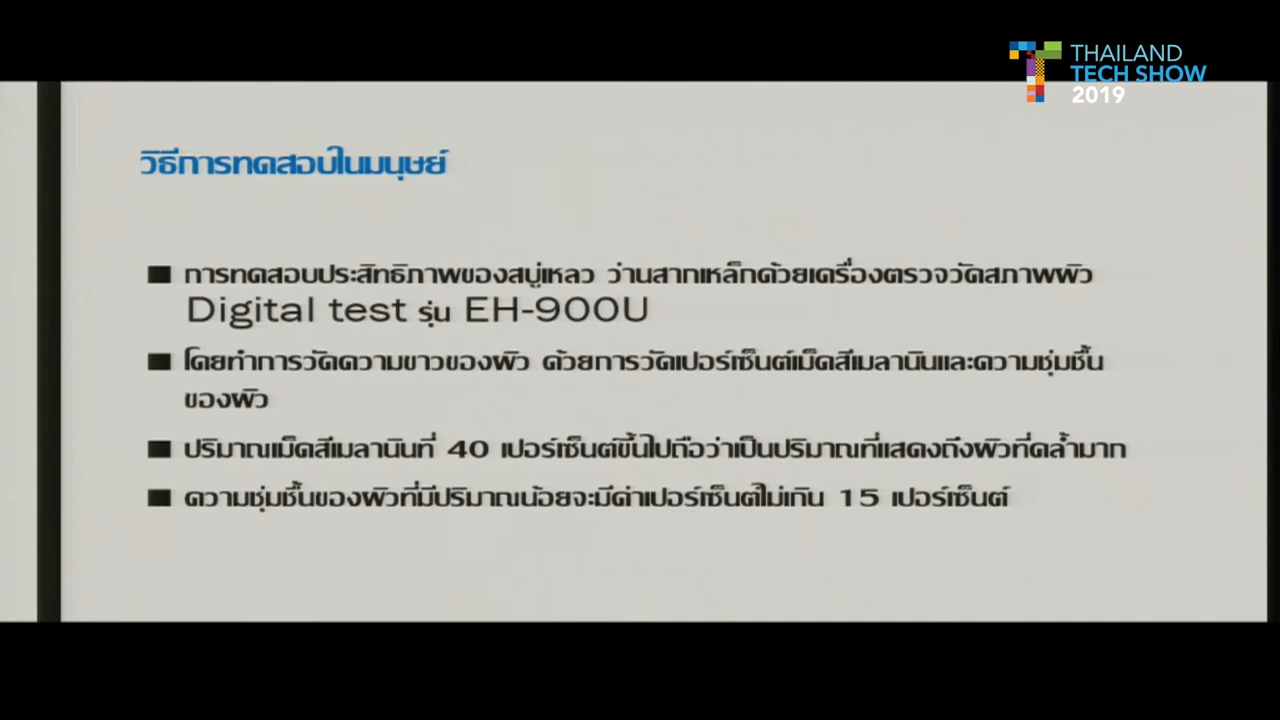 THAILAND
TECH SHOW
2019
วิธีการทดสอบในมนุษย์
■ การทดสอบประสิทธิภาพของสบู่เหลว ว่านสากเหล็กด้วยเครื่องตรวจวัดสภาพผิว
Digital test รุ่น EH-900U
■ โดยทำการวัดความขาวของผิว ด้วยการวัดเปอร์เซ็นต์เม็ดสีเมลานินและความชุ่มชื้น
ของผิว
■ ปริมาณเม็ดสีเมลานินที่ 40 เปอร์เซ็นต์ขึ้นไปถือว่าเป็นปริมาณที่แสดงถึงผิวที่คล้ำมาก
■ ความชุ่มชื้นของผิวที่มีปริมาณน้อยจะมีค่าเปอร์เซ็นต์ไม่เกิน 15 เปอร์เซ็นต์